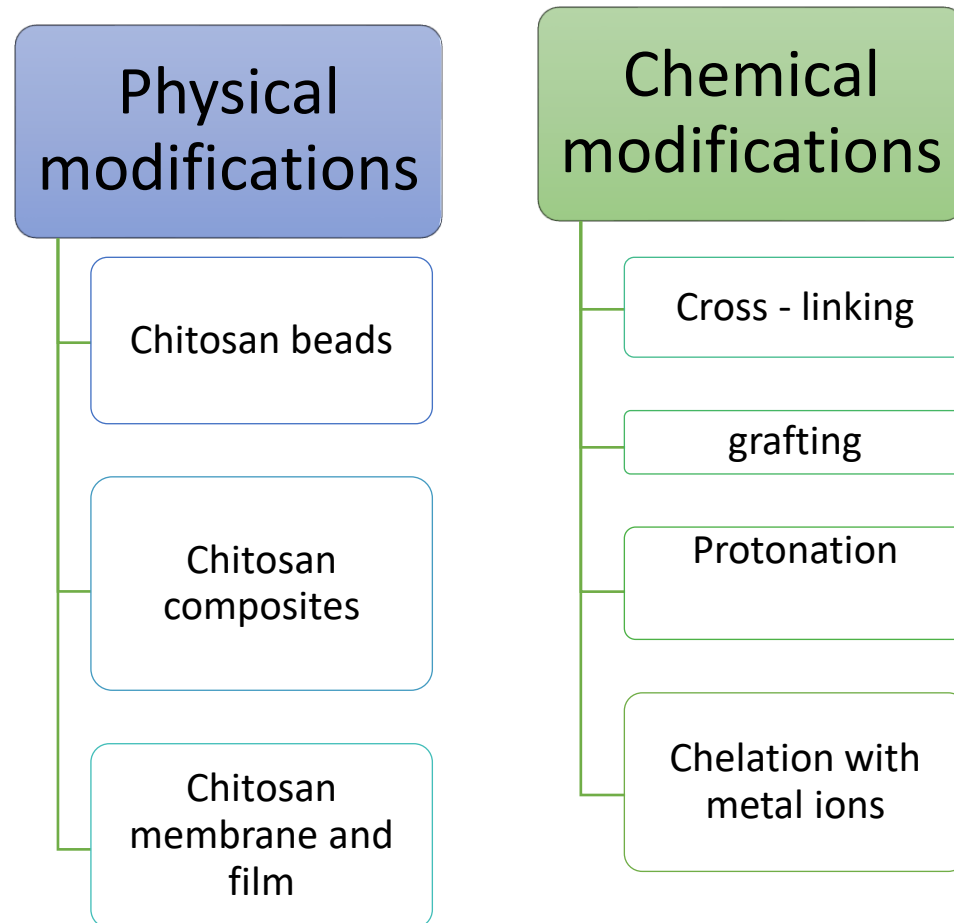 Physical
modifications
Chitosan beads
Chitosan
composites
Chitosan
membrane and
film
Chemical
modifications
Cross - linking
grafting
Protonation
Chelation with
metal ions